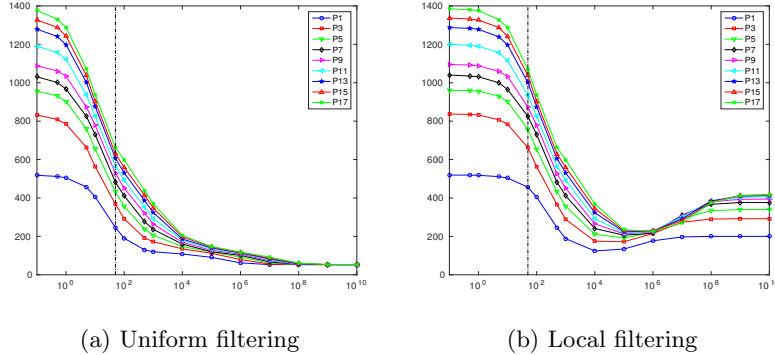 1400
1200
1000
800
600
400
200
0
10^0
10^2
10^4
10^6
10^8
10^10
P1
P3
P5
P7
P9
P11
P13
P15
P17
(a) Uniform filtering
1400
1200
1000
800
600
400
200
0
10^0
10^2
10^4
10^6
10^8
10^1
P1
P3
P5
P7
P9
P11
P13
P15
P17
(b) Local filtering